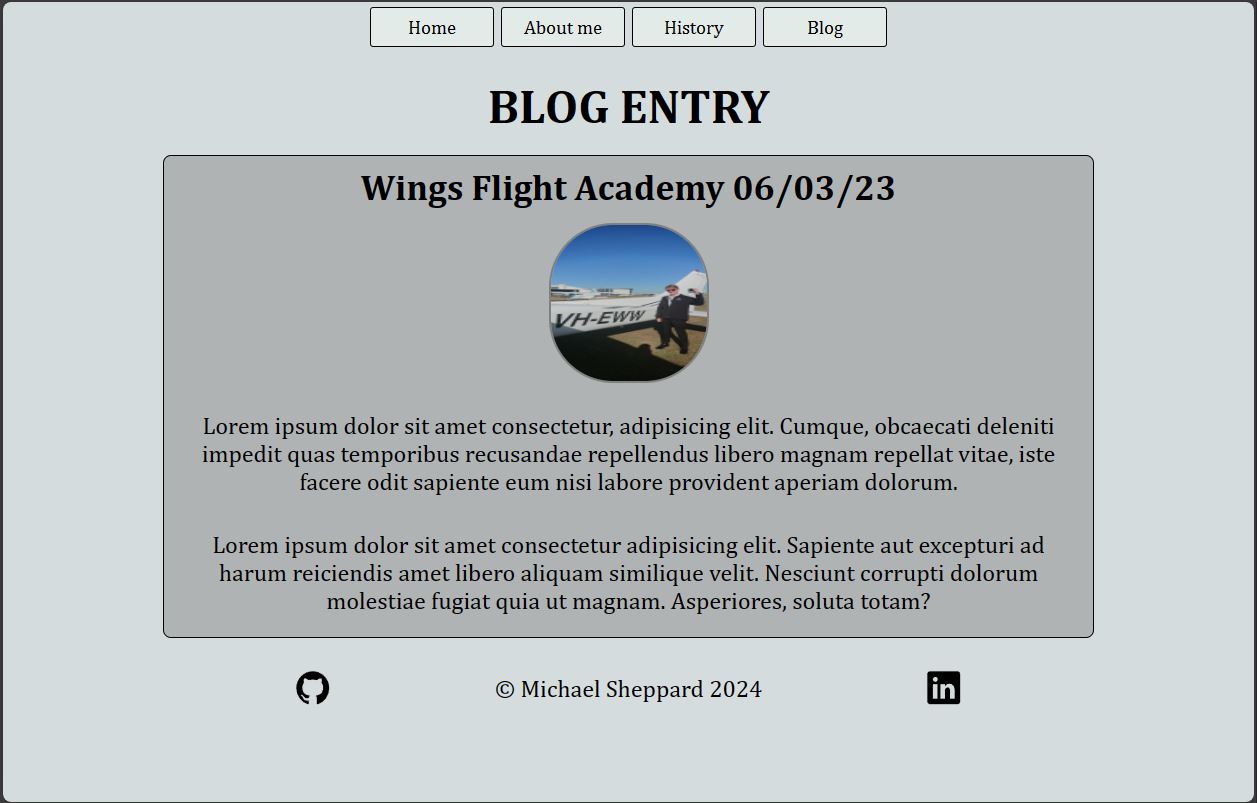 Home
About me
History
Blog
BLOG ENTRY
Wings Flight Academy 06/03/23
VH-EWW
Lorem ipsum dolor sit amet consectetur, adipisicing elit. Cumque, obcaecati deleniti
impedit quas temporibus recusandae repellendus libero magnam repellat vitae, iste
facere odit sapiente eum nisi labore provident aperiam dolorum.
Lorem ipsum dolor sit amet consectetur adipisicing elit. Sapiente aut excepturi ad
harum reiciendis amet libero aliquam similique velit. Nesciunt corrupti dolorum
molestiae fugiat quia ut magnam. Asperiores, soluta totam?
© Michael Sheppard 2024
in